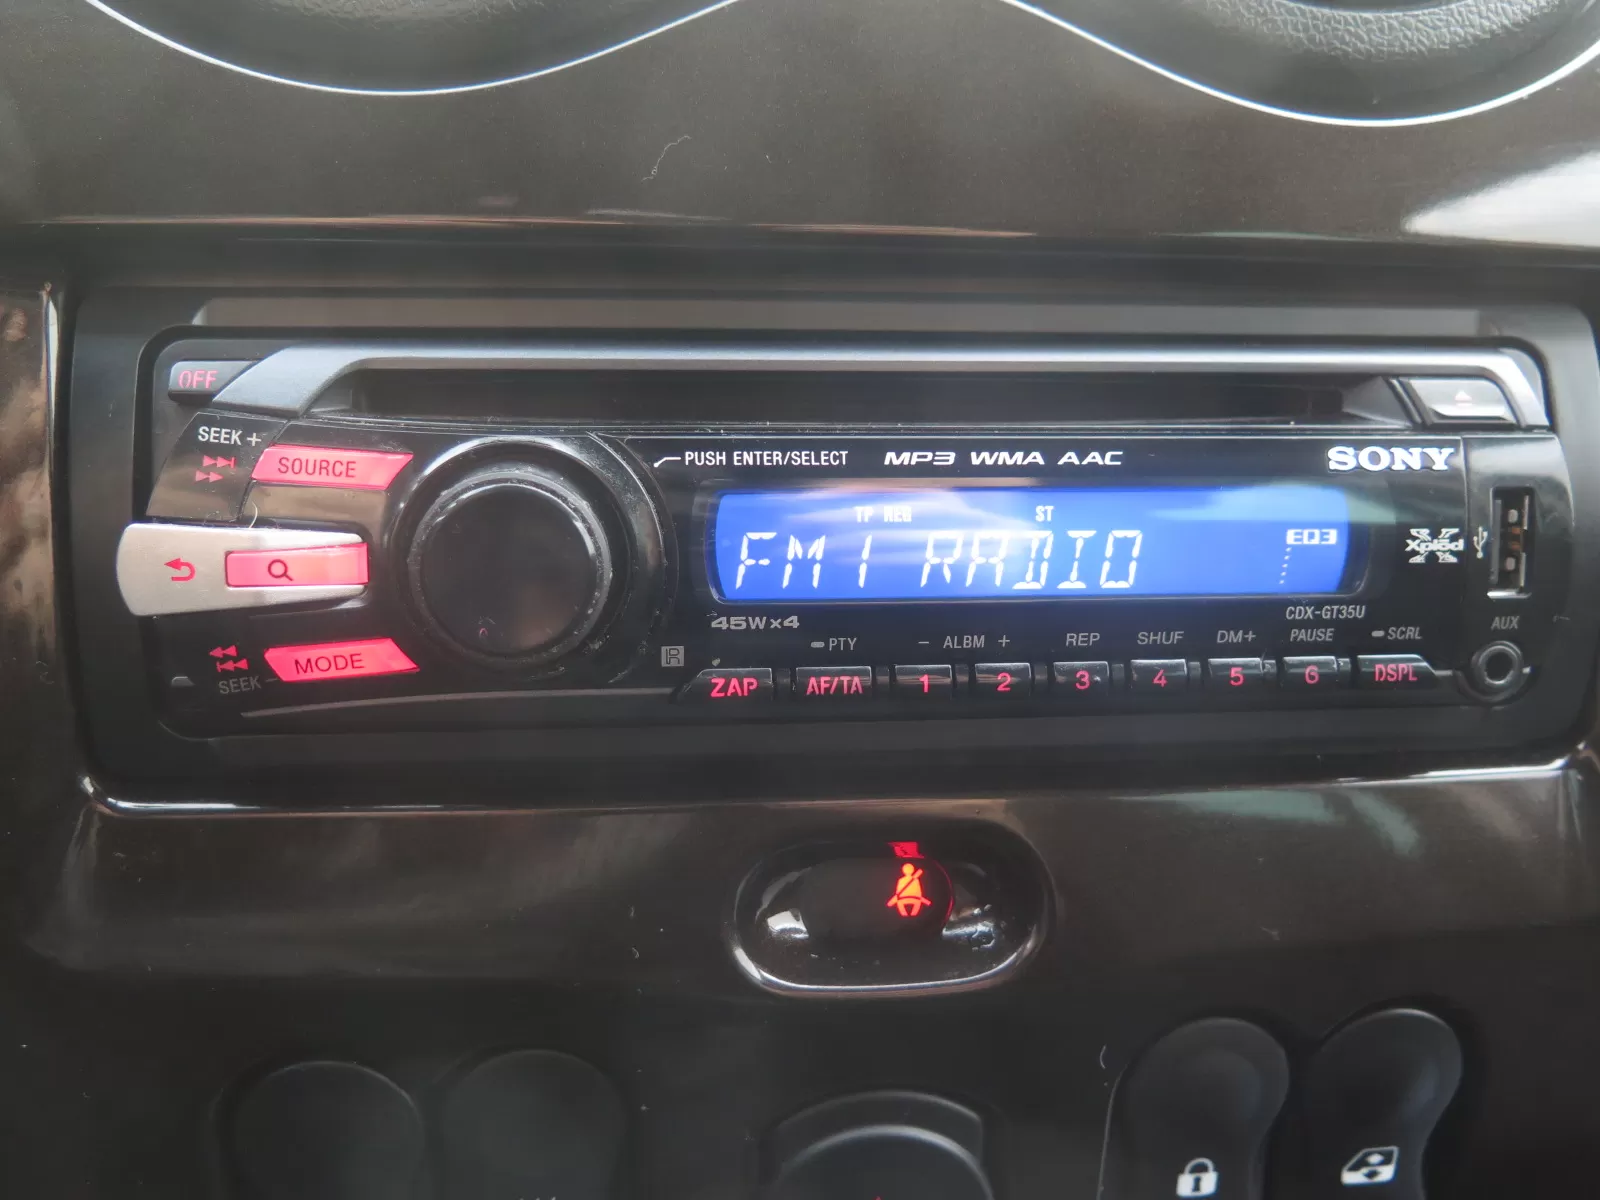 OFF
SEEK +
SOURCE
PUSH ENTER/SELECT MP3 WMA AAC
SONY
TP REG ST
FM1 RADIO
EQ3
Xplod
MODE
SEEK -
45W×4
CDX-GT35U
PTY - ALBM + REP SHUF DM+ PAUSE SCRL
AUX
ZAP AF/TA 1 2 3 4 5 6 DSPL